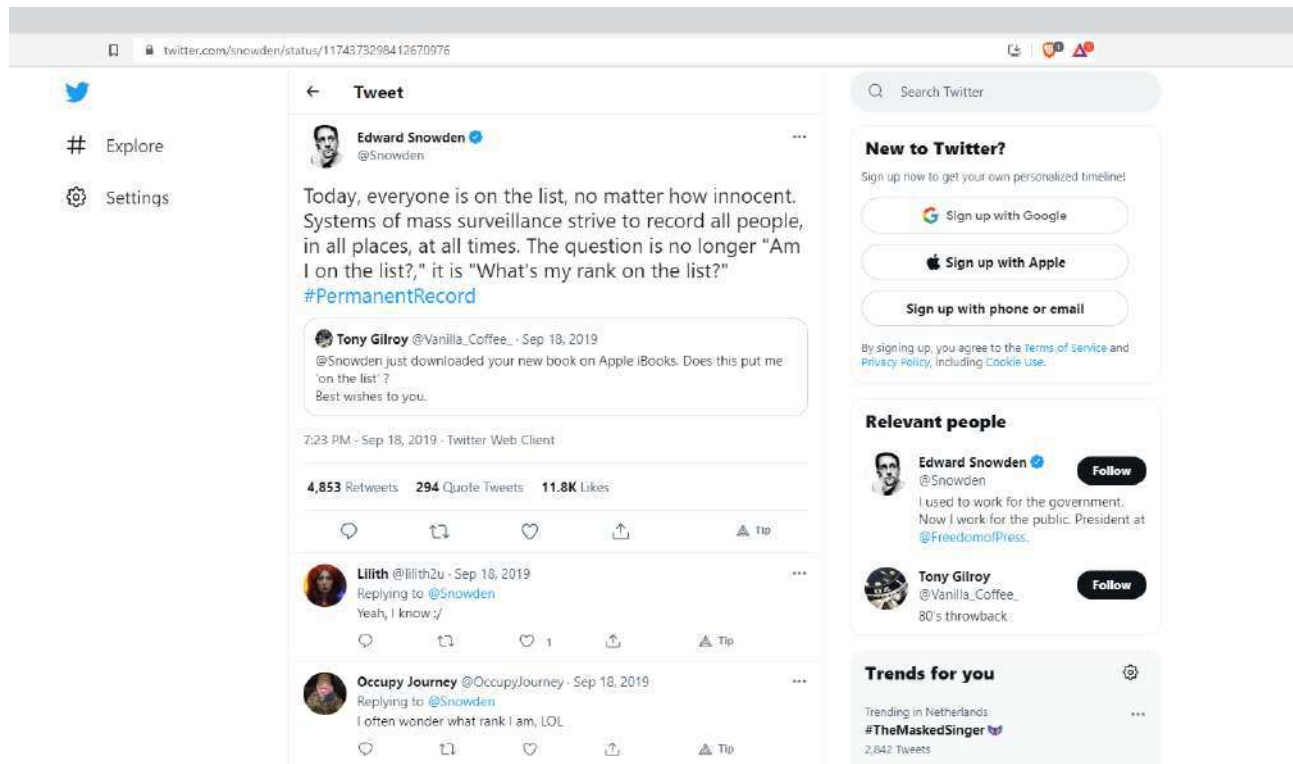 twitter.com/snowden/status/1174373298412670976
Explore
Settings
Tweet
Edward Snowden
@Snowden
Today, everyone is on the list, no matter how innocent.
Systems of mass surveillance strive to record all people,
in all places, at all times. The question is no longer "Am
I on the list?," it is "What's my rank on the list?"
#PermanentRecord
Tony Gilroy @Vanilla_Coffee_ · Sep 18, 2019
@Snowden just downloaded your new book on Apple iBooks. Does this put me
'on the list' ?
Best wishes to you.
7:23 PM · Sep 18, 2019 · Twitter Web Client
4,853 Retweets 294 Quote Tweets 11.8K Likes
Tip
Lilith @lilith2u · Sep 18, 2019
Replying to @Snowden
Yeah, I know :/
1 Tip
Occupy Journey @OccupyJourney · Sep 18, 2019
Replying to @Snowden
I often wonder what rank I am, LOL
Tip
Search Twitter
New to Twitter?
Sign up now to get your own personalized timeline!
Sign up with Google
Sign up with Apple
Sign up with phone or email
By signing up, you agree to the Terms of Service and
Privacy Policy, including Cookie Use.
Relevant people
Edward Snowden
@Snowden
Follow
I used to work for the government.
Now I work for the public. President at
@FreedomofPress.
Tony Gilroy
@Vanilla_Coffee_
Follow
80's throwback
Trends for you
Trending in Netherlands
#TheMaskedSinger
2,842 Tweets